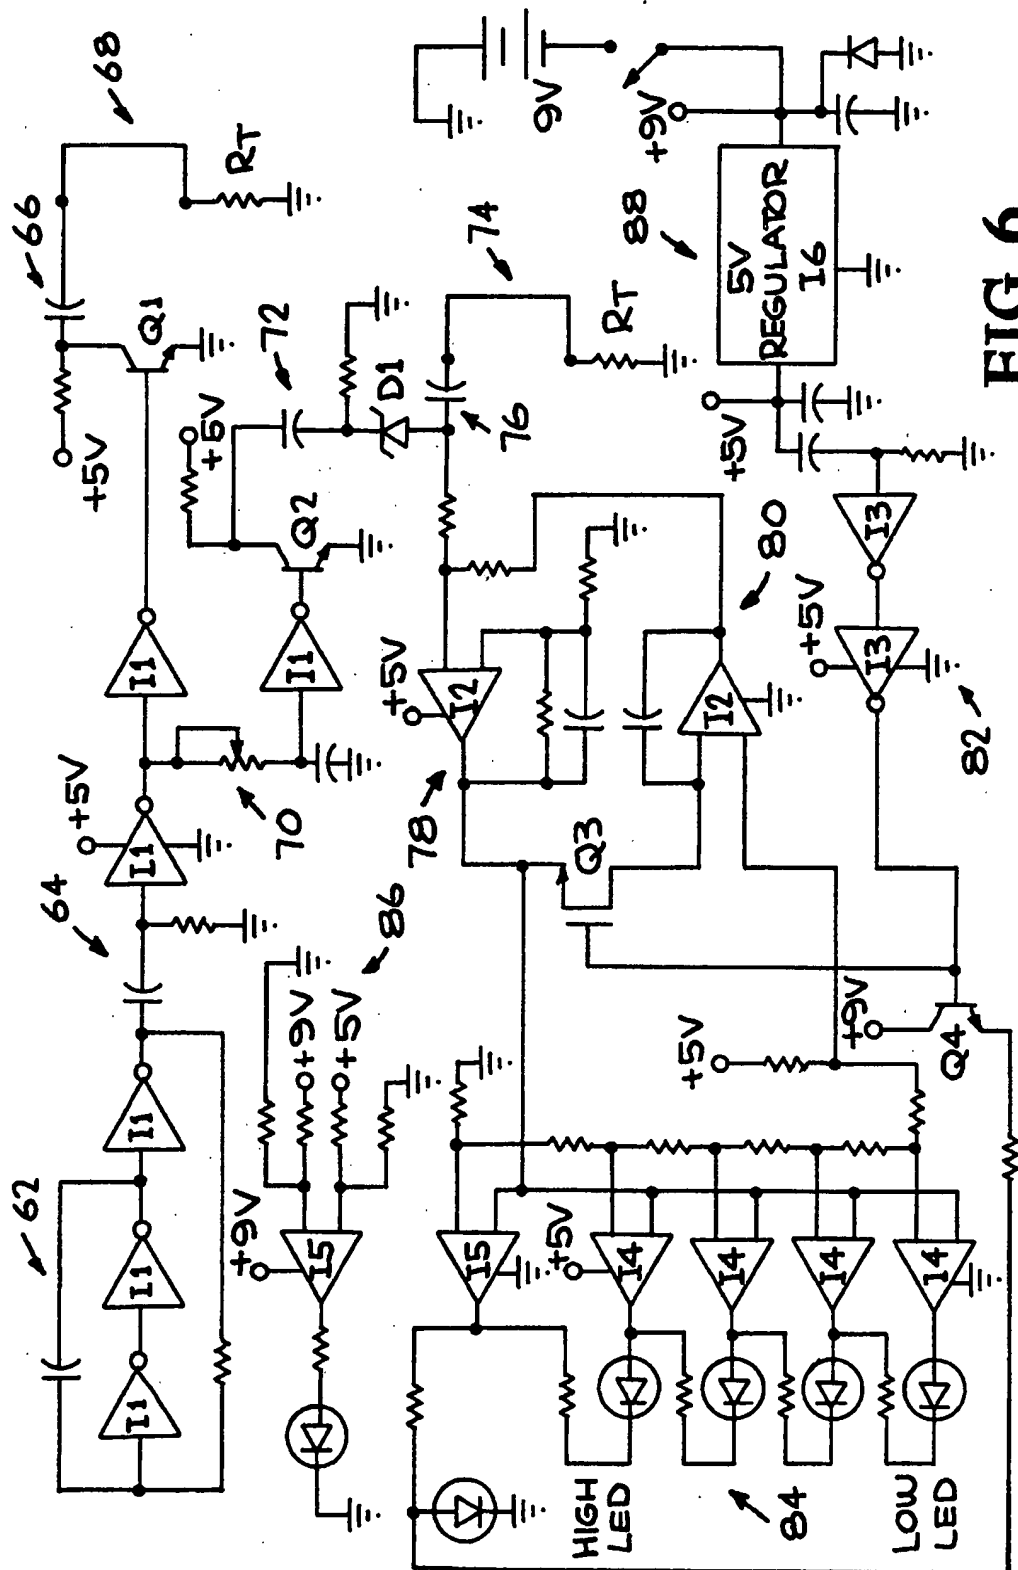 62
64
+5V
66
68
+5V
I1
I1
I1
I1
I1
Q1
RT
70
I1
Q2
+5V
72
D1
+9V
I5
+9V
+5V
86
78
+5V
I2
76
74
RT
9V
I5
+5V
HIGH
LED
I4
Q3
I2
80
88
+9V
5V
REGULATOR
I6
+5V
I4
+5V
84
I4
+9V
+5V
I3
I3
82
LOW
LED
I4
Q4
FIG 6